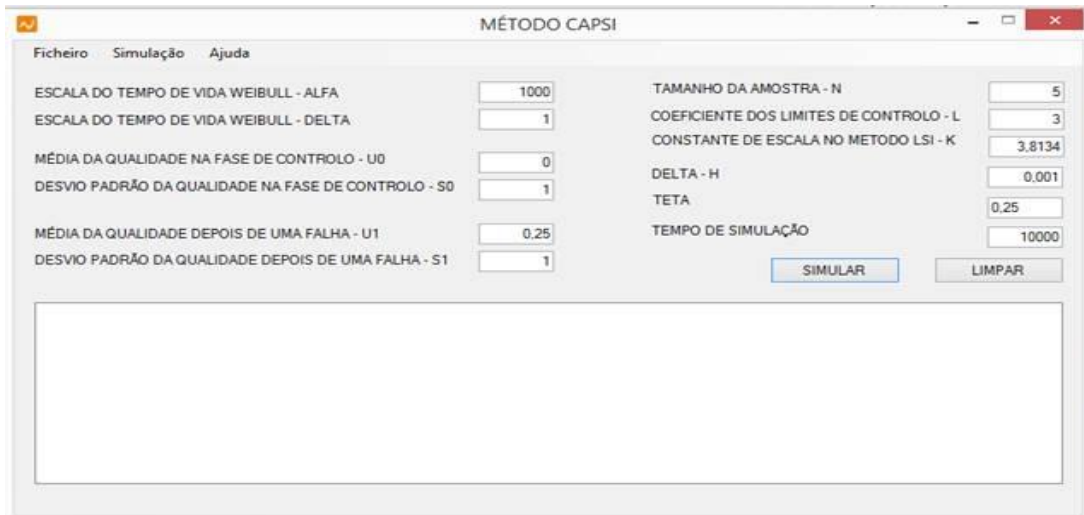 MÉTODO CAPSI
Ficheiro Simulação Ajuda
ESCALA DO TEMPO DE VIDA WEIBULL - ALFA 1000
ESCALA DO TEMPO DE VIDA WEIBULL - DELTA 1
MÉDIA DA QUALIDADE NA FASE DE CONTROLO - U0 0
DESVIO PADRÃO DA QUALIDADE NA FASE DE CONTROLO - S0 1
MÉDIA DA QUALIDADE DEPOIS DE UMA FALHA - U1 0,25
DESVIO PADRÃO DA QUALIDADE DEPOIS DE UMA FALHA - S1 1
TAMANHO DA AMOSTRA - N 5
COEFICIENTE DOS LIMITES DE CONTROLO - L 3
CONSTANTE DE ESCALA NO METODO LSI - K 3,8134
DELTA - H 0,001
TETA 0,25
TEMPO DE SIMULAÇÃO 10000
SIMULAR LIMPAR